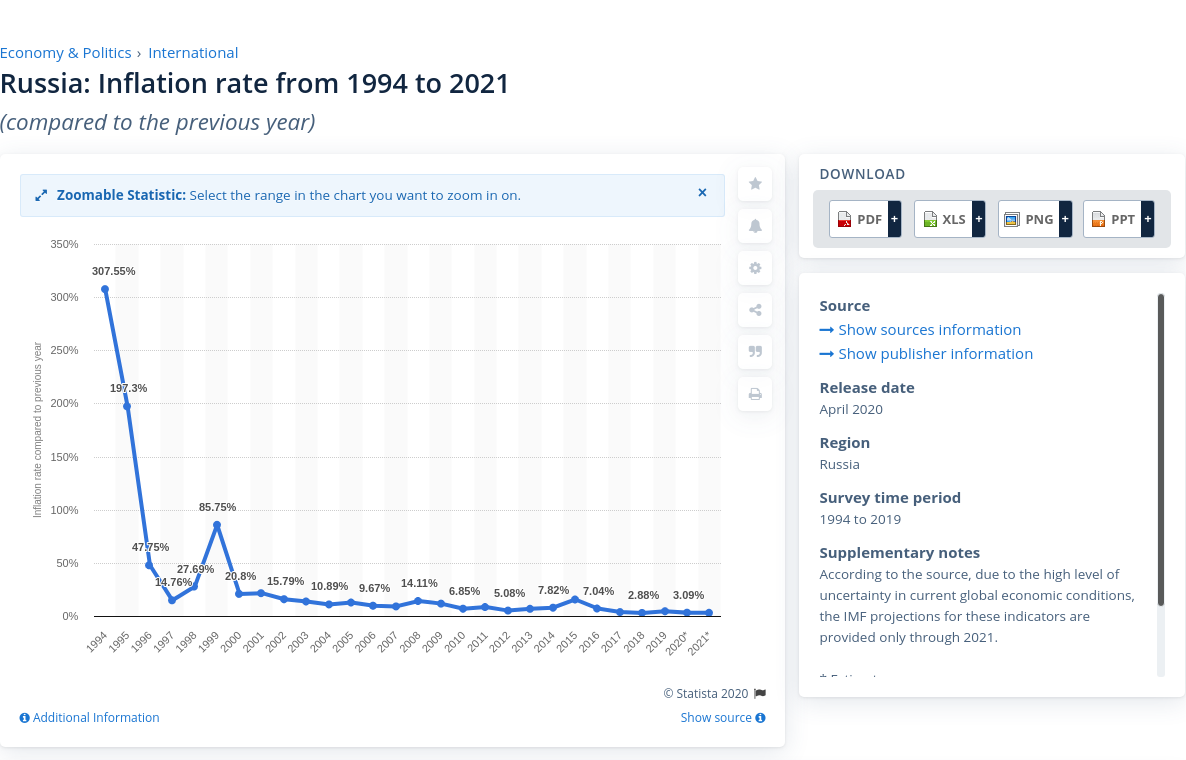 Economy & Politics › International
Russia: Inflation rate from 1994 to 2021
(compared to the previous year)
Zoomable Statistic: Select the range in the chart you want to zoom in on.
×
350%
300%
250%
200%
150%
100%
50%
0%
Inflation rate compared to previous year
307.55%
197.3%
47.75%
14.76%
27.69%
85.75%
20.8%
15.79%
10.89%
9.67%
14.11%
6.85%
5.08%
7.82%
7.04%
2.88%
3.09%
1994
1995
1996
1997
1998
1999
2000
2001
2002
2003
2004
2005
2006
2007
2008
2009
2010
2011
2012
2013
2014
2015
2016
2017
2018
2019
2020*
2021*
© Statista 2020
Additional Information
Show source
DOWNLOAD
PDF + XLS + PNG + PPT +
Source
Show sources information
Show publisher information
Release date
April 2020
Region
Russia
Survey time period
1994 to 2019
Supplementary notes
According to the source, due to the high level of
uncertainty in current global economic conditions,
the IMF projections for these indicators are
provided only through 2021.